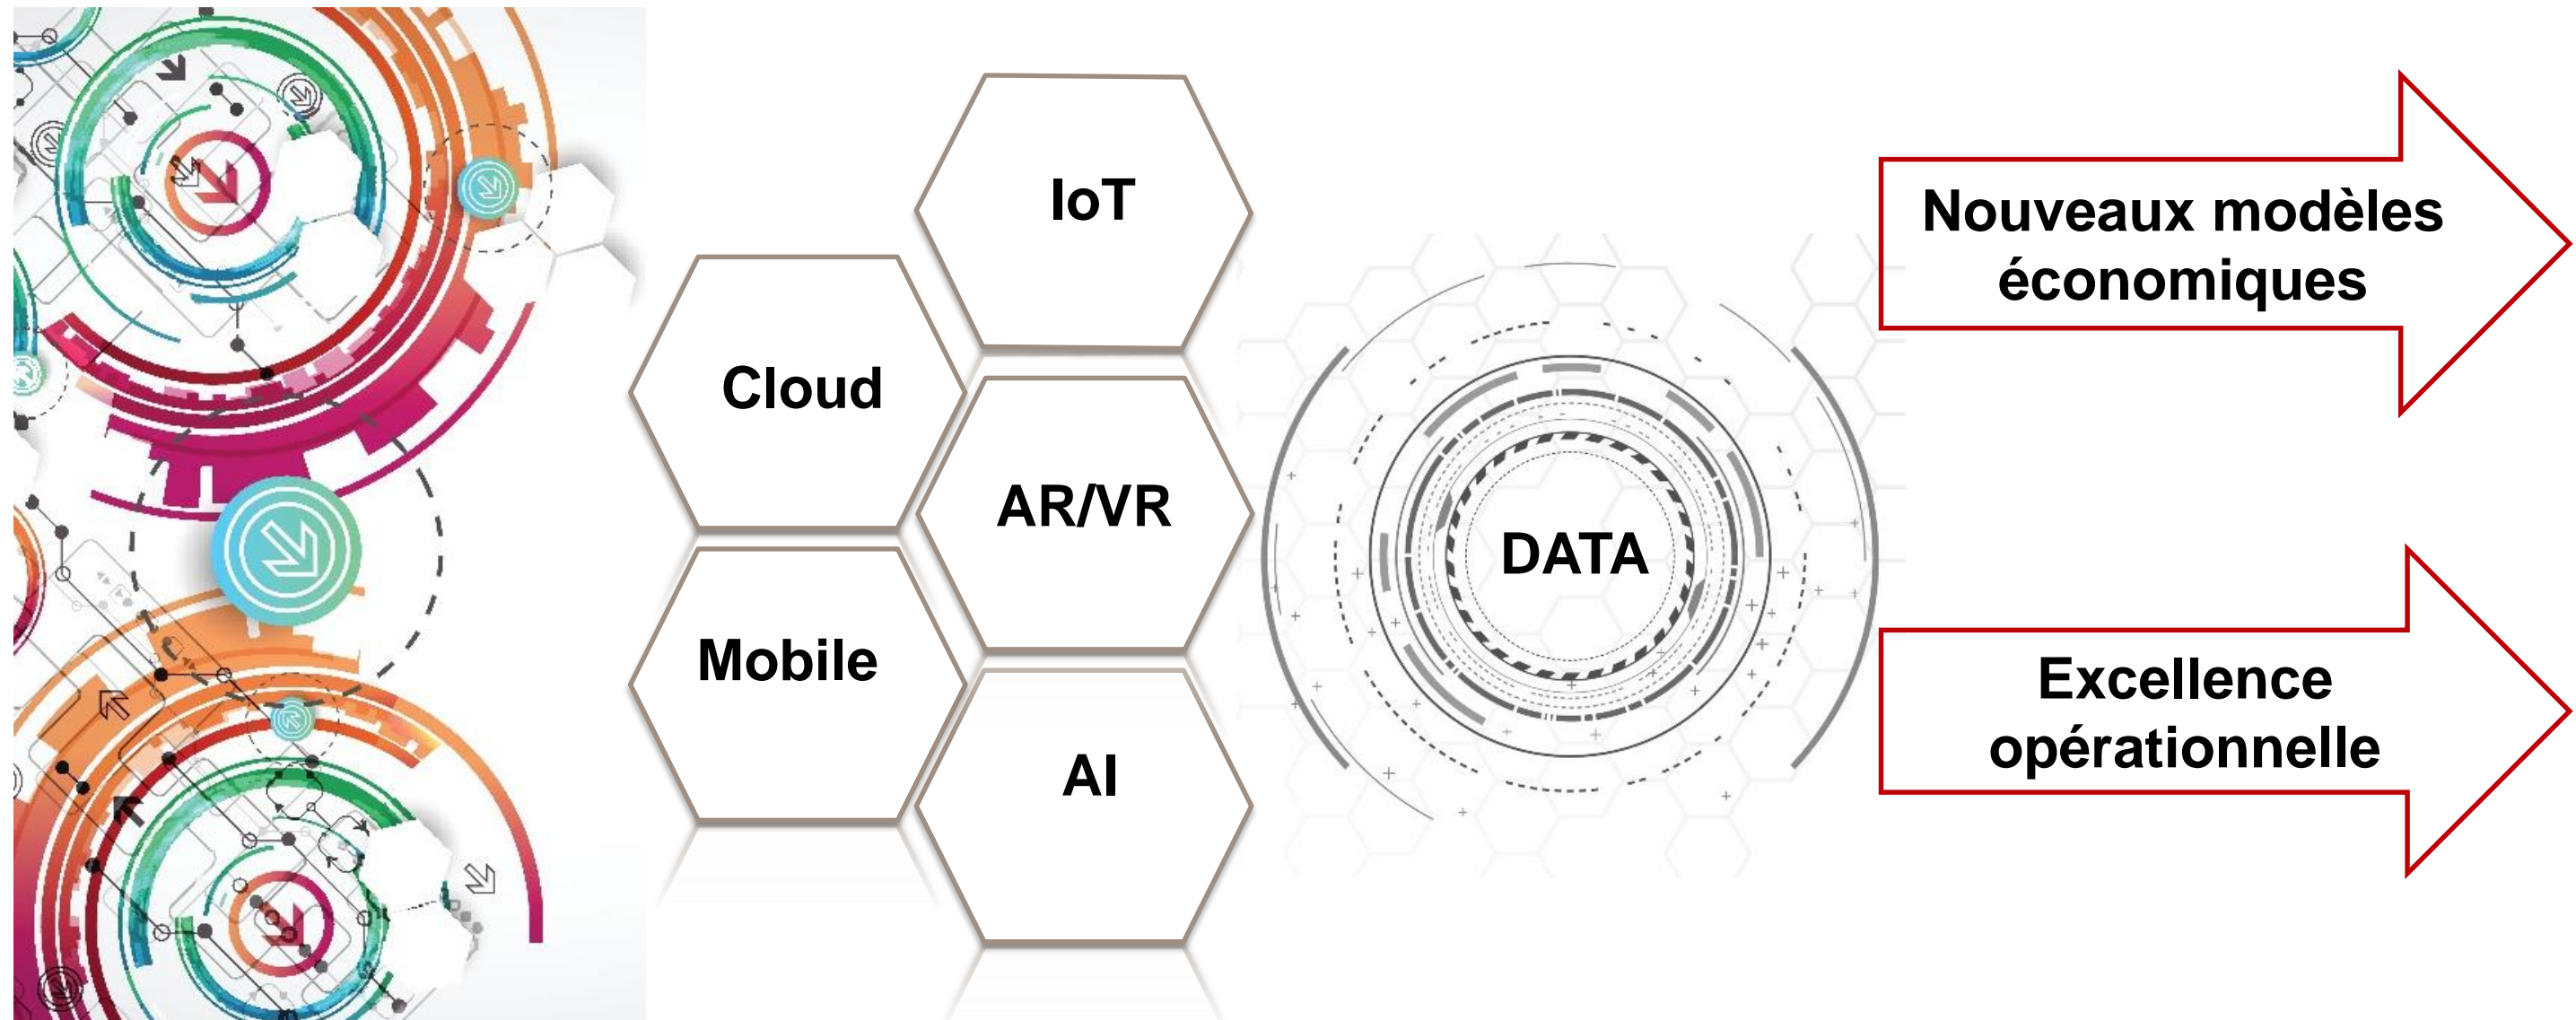 IoT
Cloud
AR/VR
Mobile
AI
DATA
Nouveaux modèles
économiques
Excellence
opérationnelle